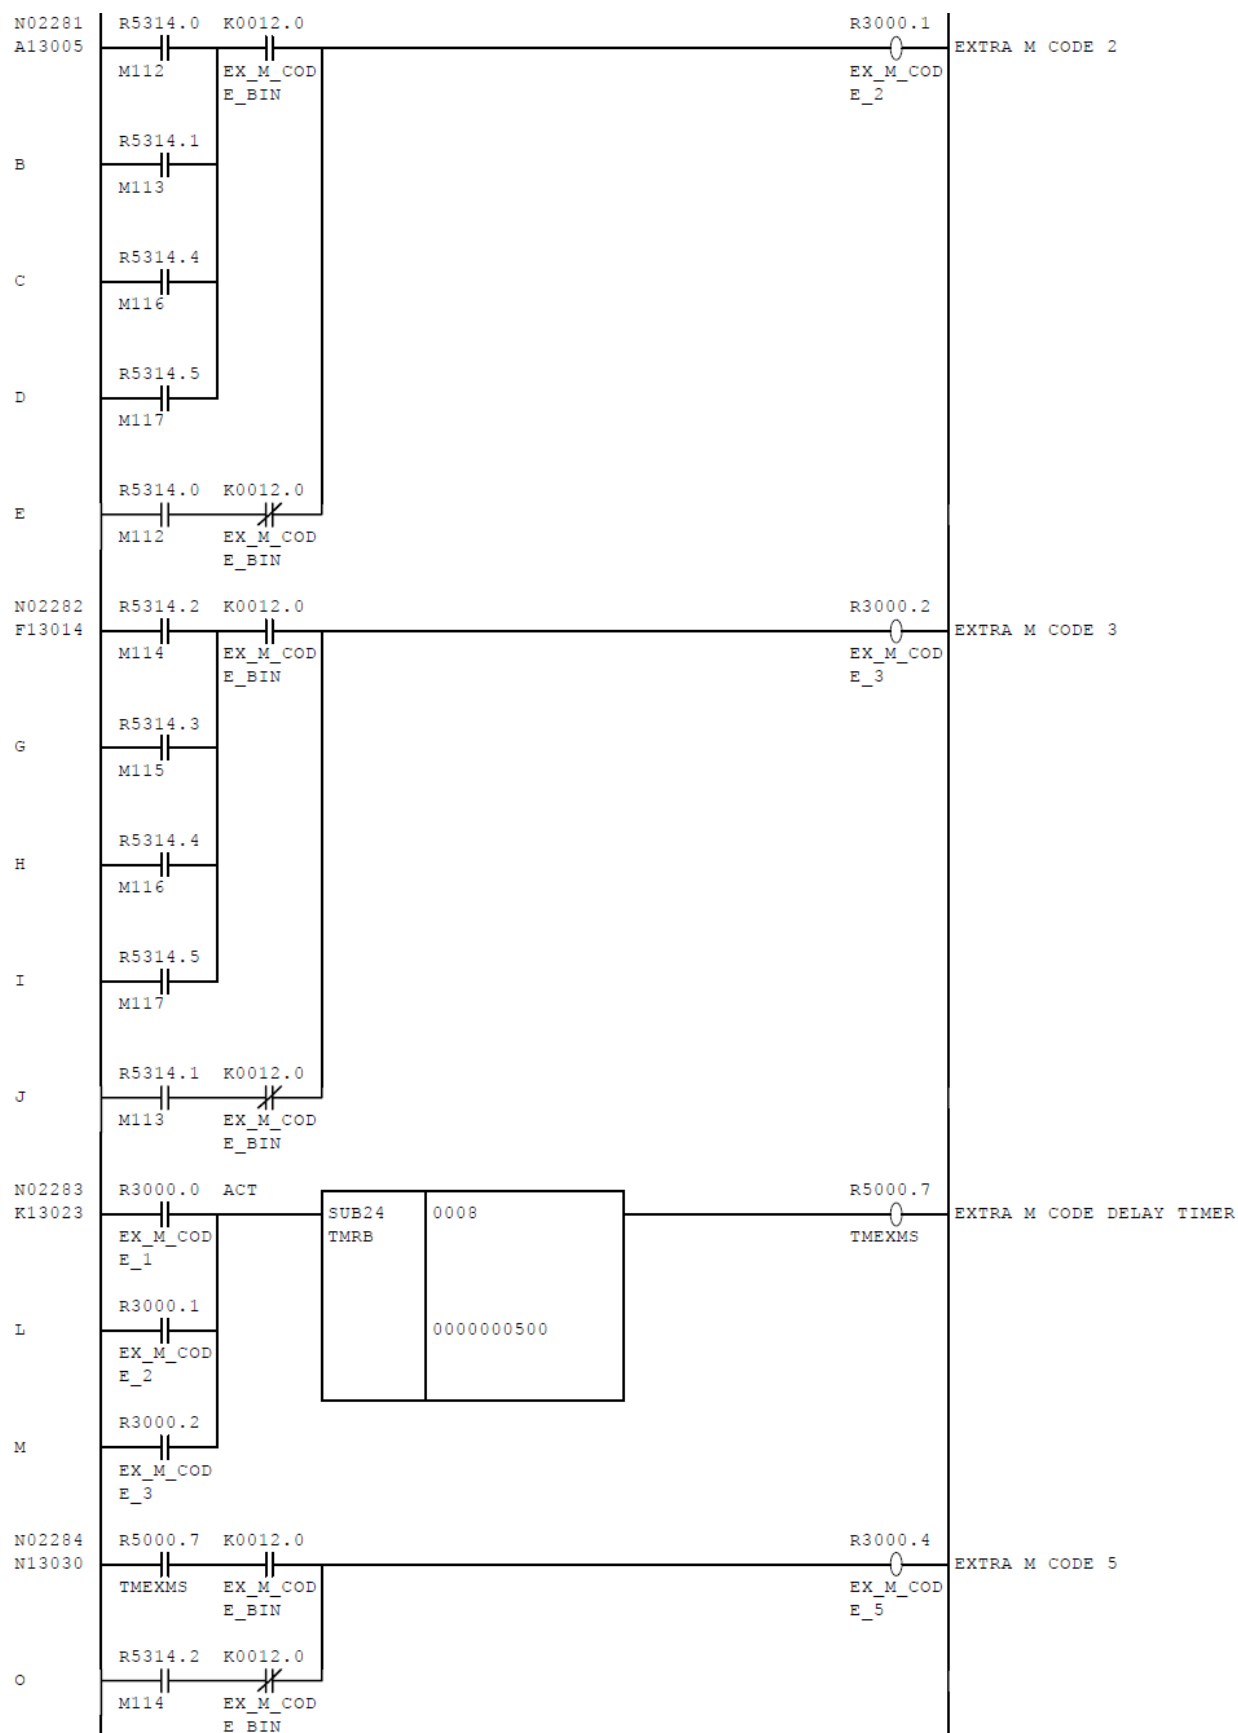 N02281 R5314.0 K0012.0 R3000.1
A13005 EXTRA M CODE 2
M112 EX_M_COD EX_M_COD
E_BIN E_2
R5314.1
B
M113
R5314.4
C
M116
R5314.5
D
M117
R5314.0 K0012.0
E
M112 EX_M_COD
E_BIN
N02282 R5314.2 K0012.0 R3000.2
F13014 EXTRA M CODE 3
M114 EX_M_COD EX_M_COD
E_BIN E_3
R5314.3
G
M115
R5314.4
H
M116
R5314.5
I
M117
R5314.1 K0012.0
J
M113 EX_M_COD
E_BIN
N02283 R3000.0 ACT R5000.7
K13023 SUB24 0008 EXTRA M CODE DELAY TIMER
EX_M_COD TMRB TMEXMS
E_1
R3000.1
L 0000000500
EX_M_COD
E_2
R3000.2
M
EX_M_COD
E_3
N02284 R5000.7 K0012.0 R3000.4
N13030 EXTRA M CODE 5
TMEXMS EX_M_COD EX_M_COD
E_BIN E_5
R5314.2 K0012.0
O
M114 EX_M_COD
E_BIN